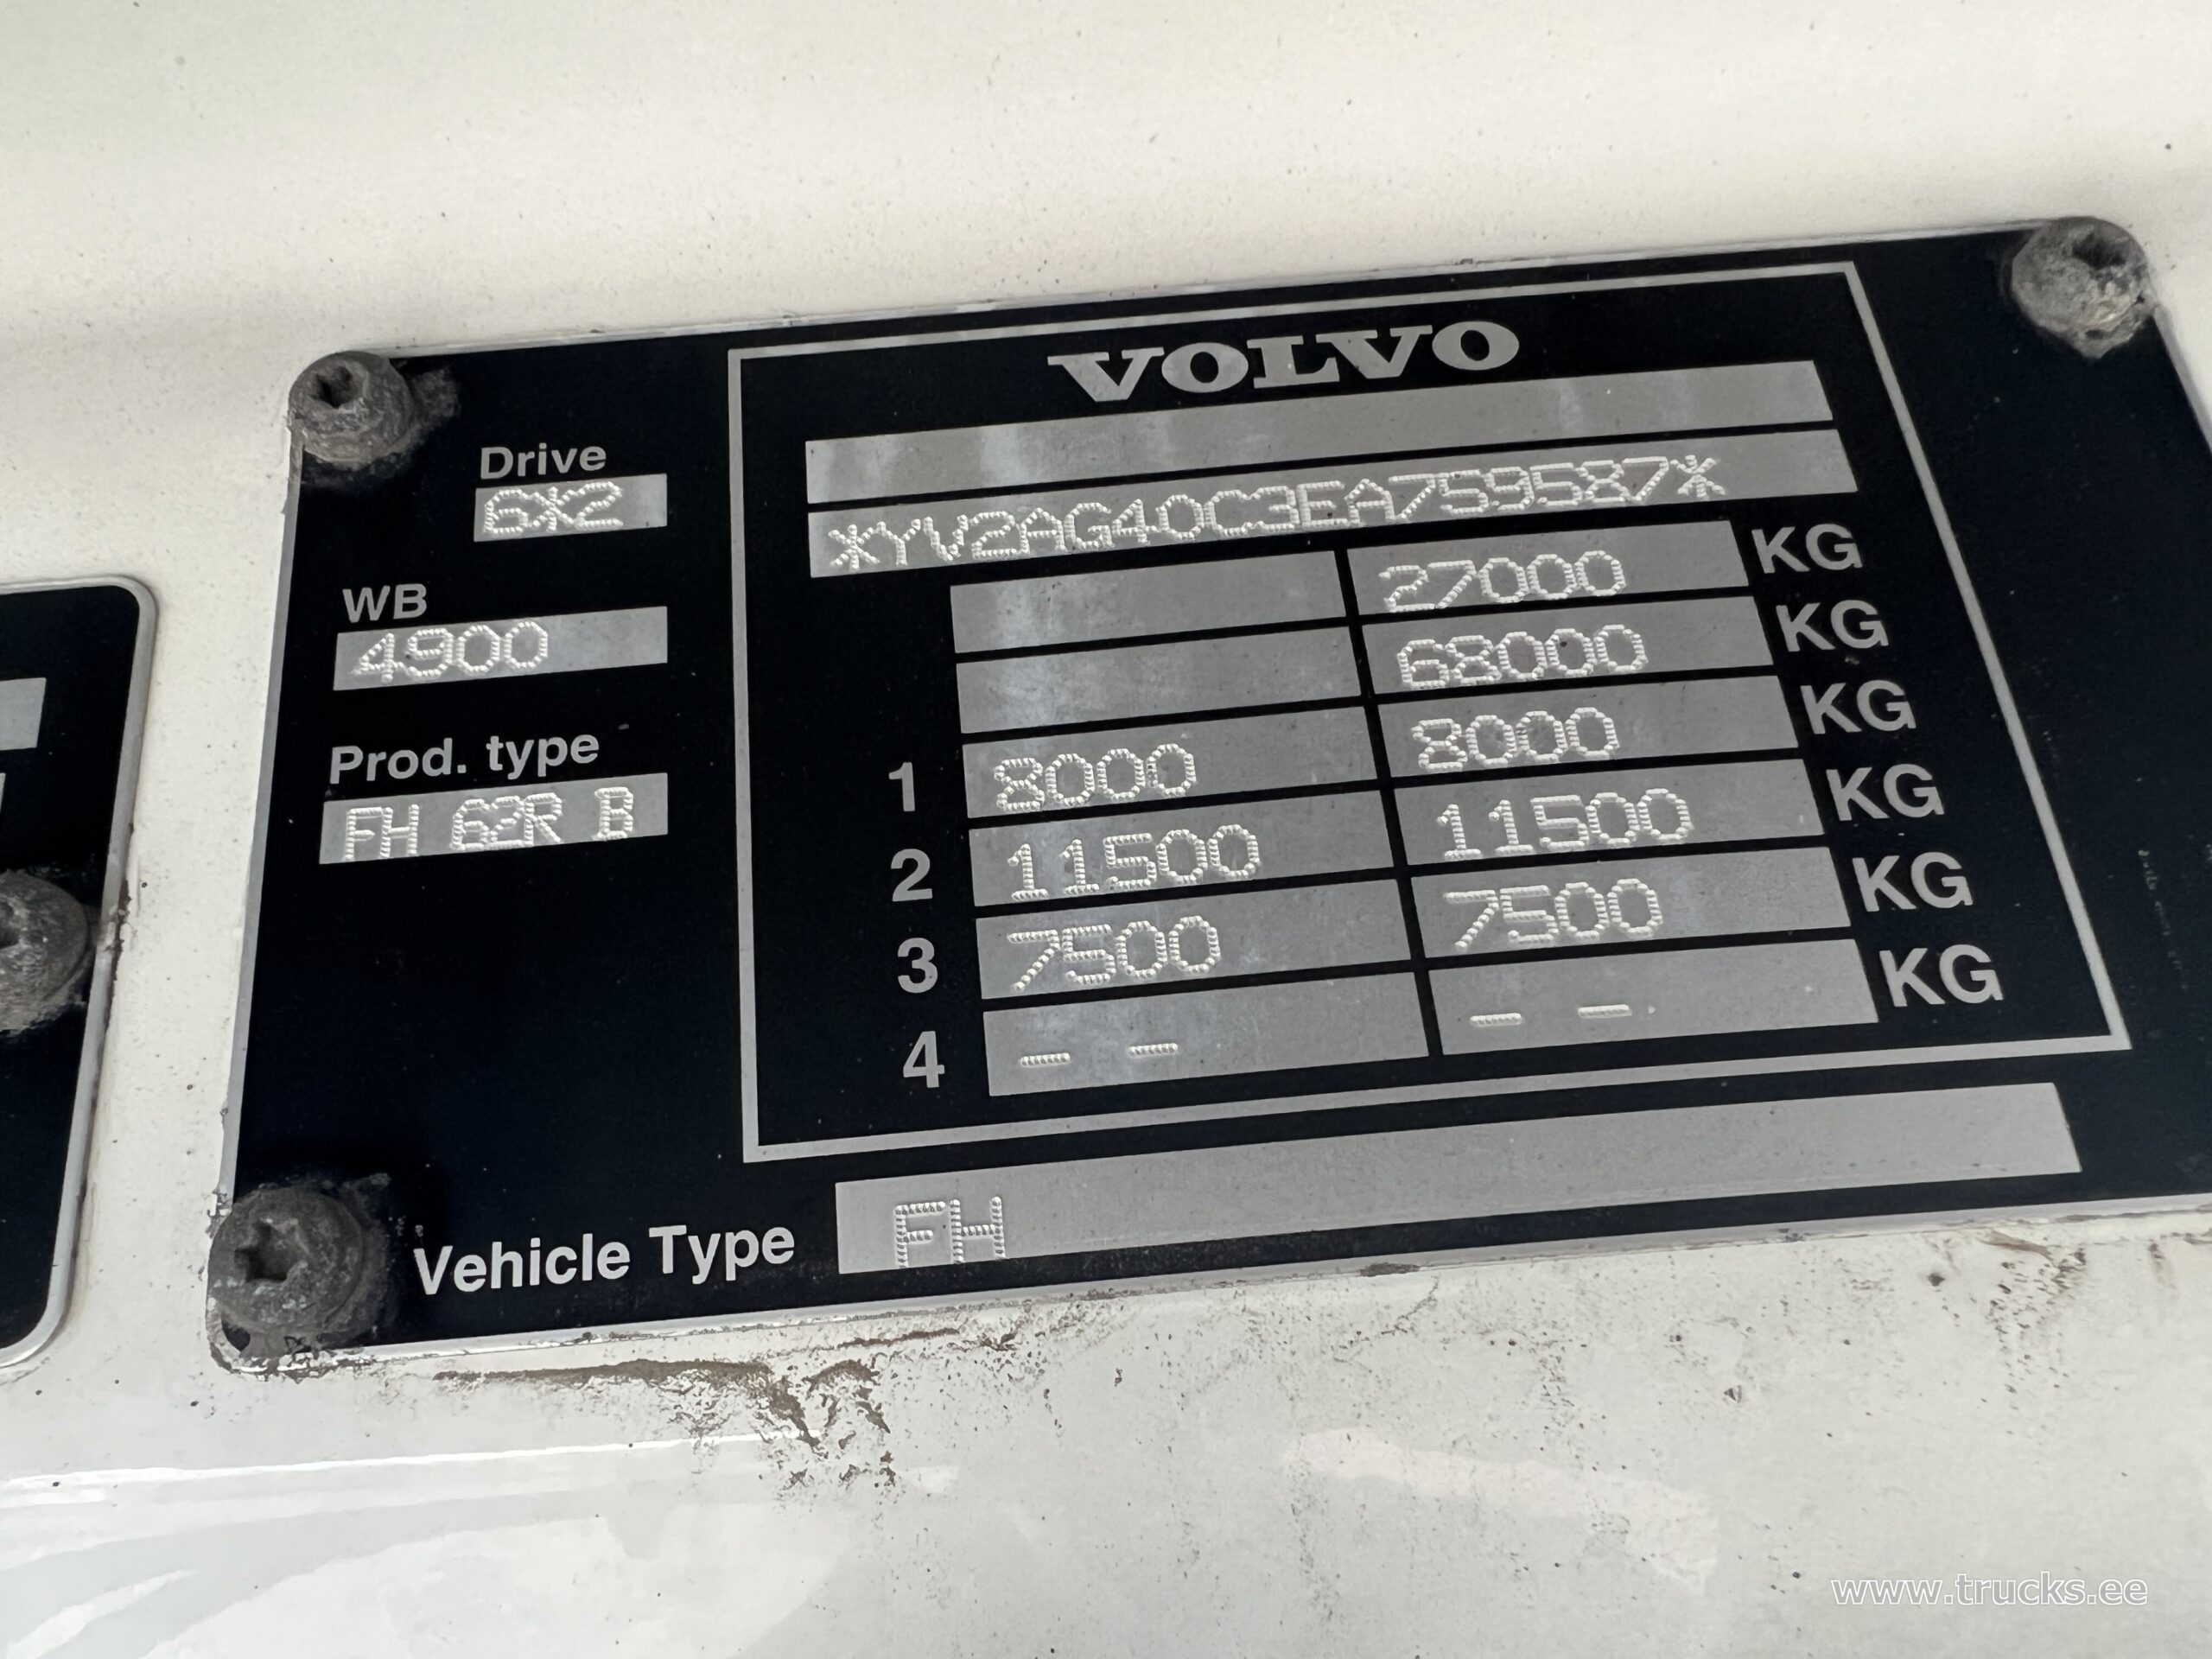 VOLVO
Drive
6X2
*YV2AG40C3EA759587*
WB
4900
27000 KG
68000 KG
Prod. type
FH 62R B
1 8000 8000 KG
2 11500 11500 KG
3 7500 7500 KG
4 - - - - KG
Vehicle Type FH
www.trucks.ee